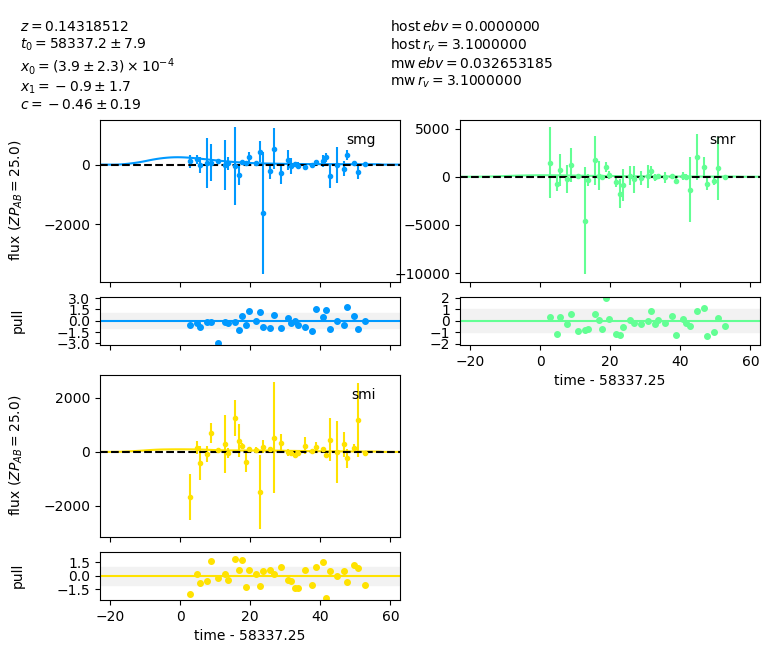 z = 0.14318512
t₀ = 58337.2 ± 7.9
x₀ = (3.9 ± 2.3) × 10⁻⁴
x₁ = −0.9 ± 1.7
c = −0.46 ± 0.19
host ebv = 0.0000000
host r_v = 3.1000000
mw ebv = 0.032653185
mw r_v = 3.1000000
smg
flux (ZP_AB = 25.0)
0
−2000
smr
5000
0
−5000
−10000
pull
3.0
1.5
0.0
−1.5
−3.0
2
1
0
−1
−2
−20 0 20 40 60
time - 58337.25
smi
flux (ZP_AB = 25.0)
2000
0
−2000
pull
1.5
0.0
−1.5
−20 0 20 40 60
time - 58337.25